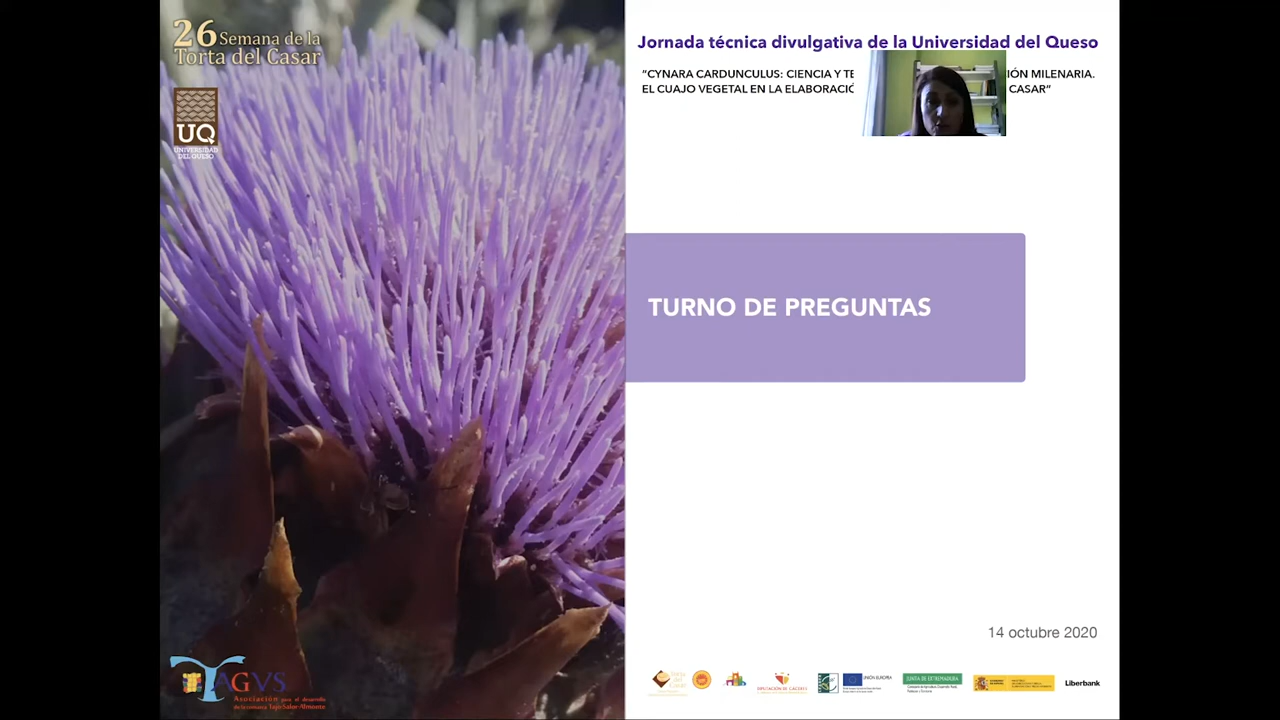 26 Semana de la
Torta del Casar
UQ
UNIVERSIDAD
DEL QUESO
Jornada técnica divulgativa de la Universidad del Queso
"CYNARA CARDUNCULUS: CIENCIA Y TE IÓN MILENARIA.
EL CUAJO VEGETAL EN LA ELABORACIÓ CASAR"
TURNO DE PREGUNTAS
14 octubre 2020
TAGVS
Asociación para el desarrollo
de la comarca Tajo-Salor-Almonte
DIPUTACIÓN DE CÁCERES
UNIÓN EUROPEA
JUNTA DE EXTREMADURA
Liberbank